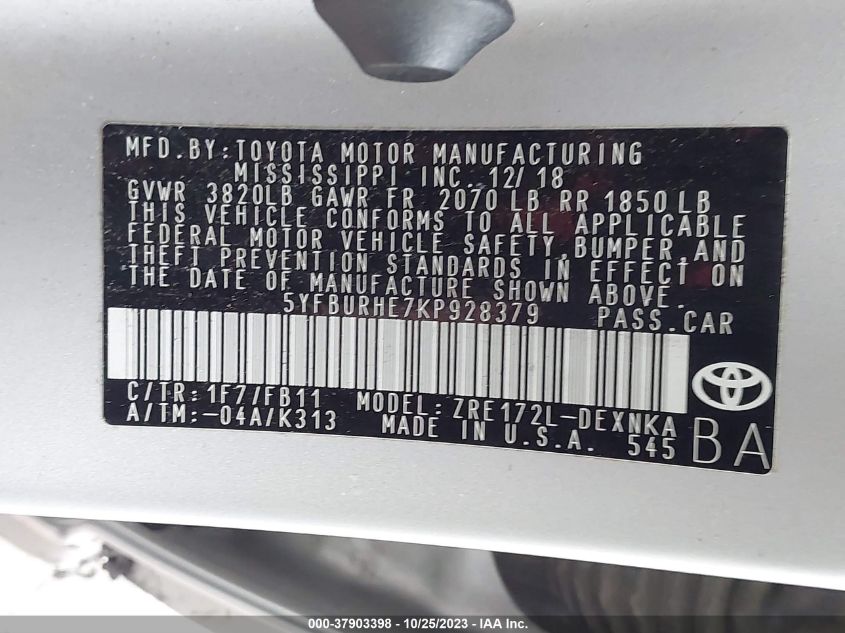 MFD.BY:TOYOTA MOTOR MANUFACTURING
MISSISSIPPI INC. 12/ 18
GVWR 3820LB GAWR FR 2070 LB RR 1850 LB
THIS VEHICLE CONFORMS TO ALL APPLICABLE
FEDERAL MOTOR VEHICLE SAFETY,BUMPER,AND
THEFT PREVENTION STANDARDS IN EFFECT ON
THE DATE OF MANUFACTURE SHOWN ABOVE.
5YFBURHE7KP928379 PASS.CAR
C/TR:1F7/FB11 MODEL:ZRE172L-DEXNKA
A/TM:-04A/K313 MADE IN U.S.A. 545
BA
000-37903398 - 10/25/2023 - IAA Inc.